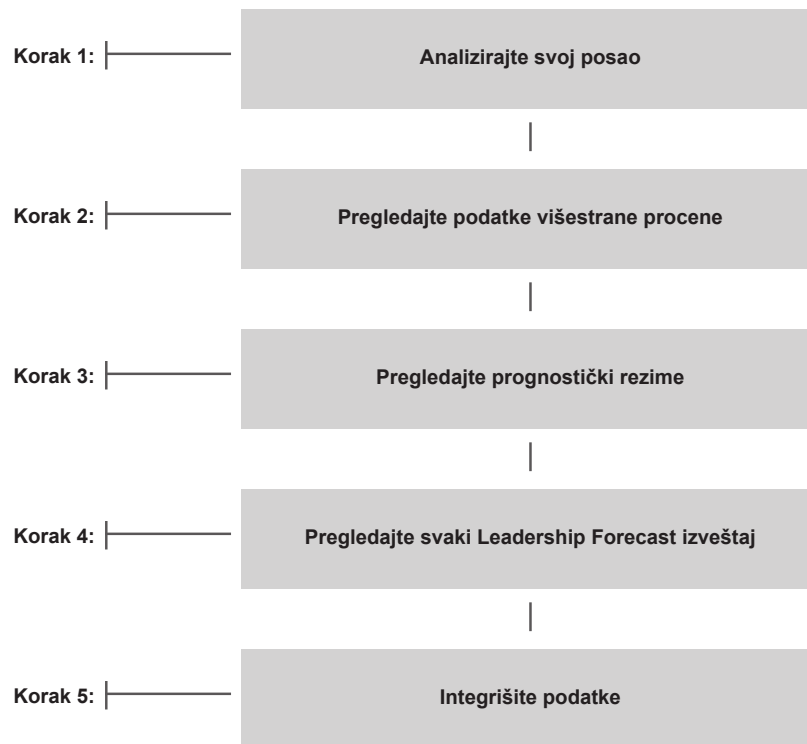 Korak 1: Analizirajte svoj posao
Korak 2: Pregledajte podatke višestrane procene
Korak 3: Pregledajte prognostički rezime
Korak 4: Pregledajte svaki Leadership Forecast izveštaj
Korak 5: Integrišite podatke